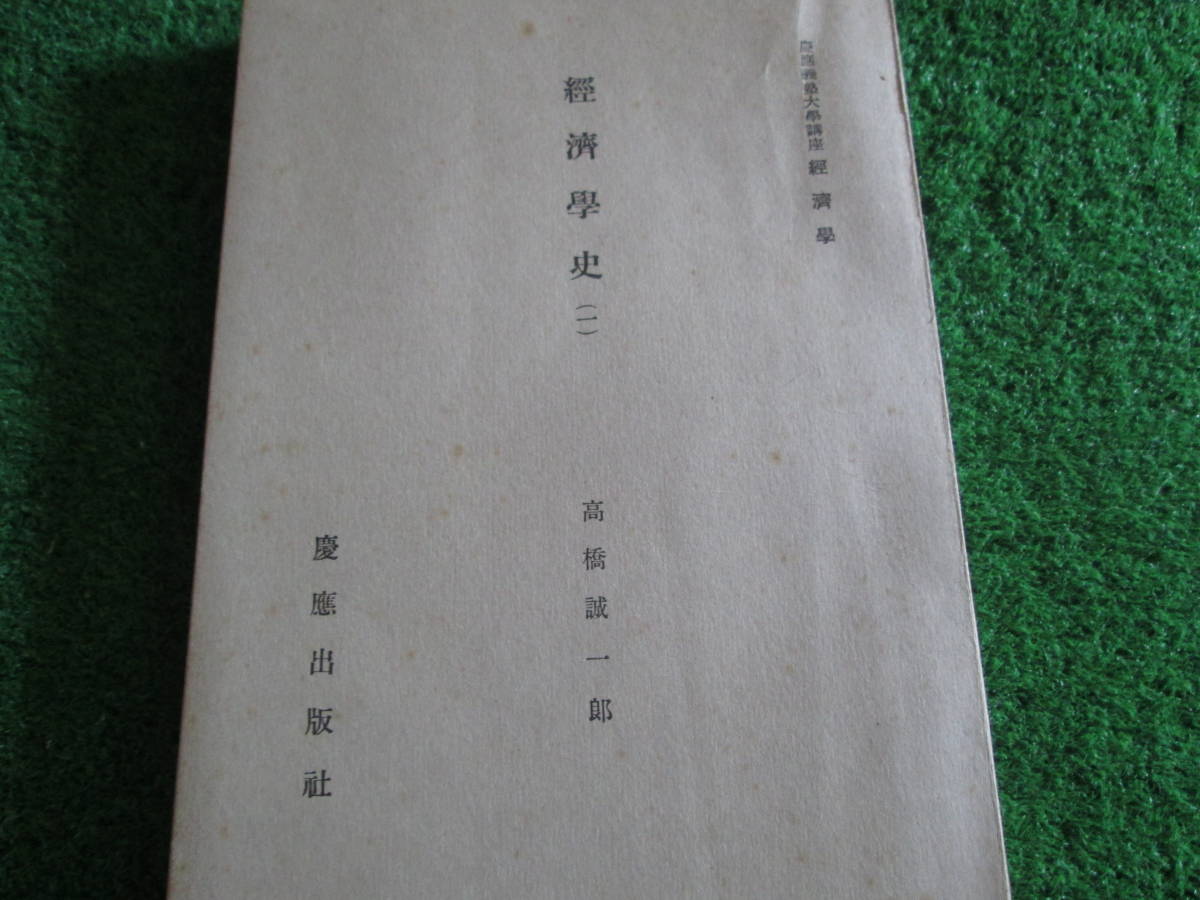 慶應義塾大學講座 經濟學
經濟學史(一)
高橋誠一郎
慶應出版社